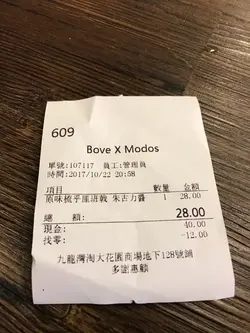 609
Bove X Modos
單號:107117 員工:管理員
時間:2017/10/22 20:58
項目 數量 金額
原味梳乎厘班戟 朱古力醬 1 28.00
總 額: 28.00
現金: 40.00
找零: -12.00
九龍灣淘大花園商場地下128號鋪
多謝惠顧